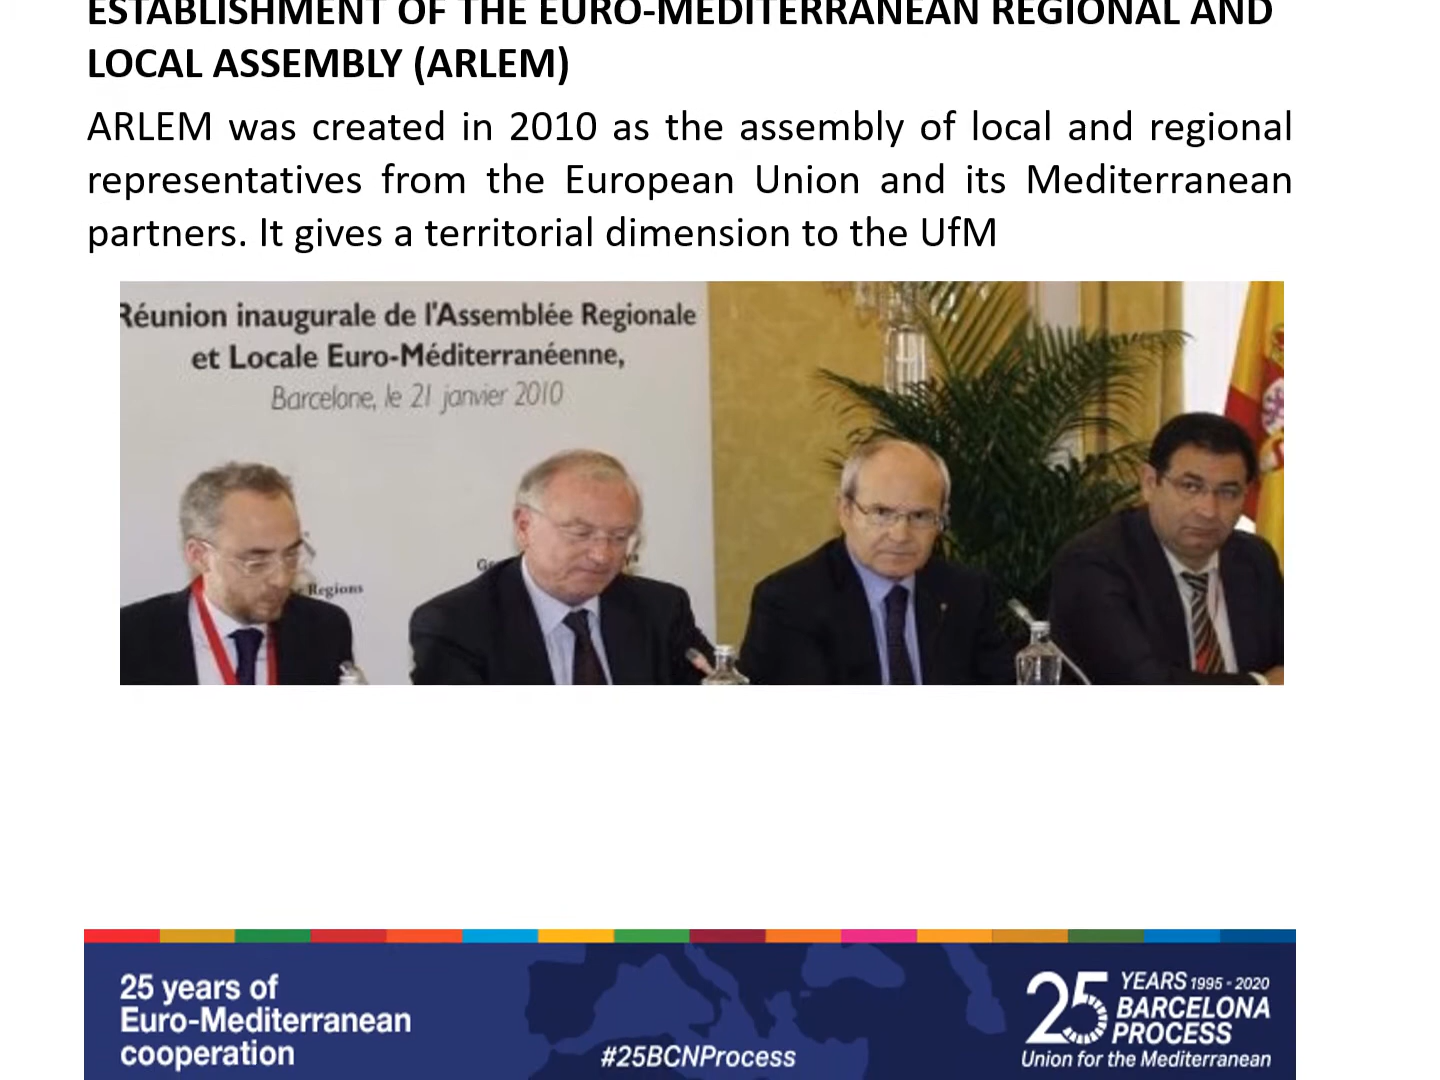 ESTABLISHMENT OF THE EURO-MEDITERRANEAN REGIONAL AND
LOCAL ASSEMBLY (ARLEM)
ARLEM was created in 2010 as the assembly of local and regional
representatives from the European Union and its Mediterranean
partners. It gives a territorial dimension to the UfM
Réunion inaugurale de l'Assemblée Regionale
et Locale Euro-Méditerranéenne,
Barcelone, le 21 janvier 2010
Regions
25 years of
Euro-Mediterranean
cooperation
#25BCNProcess
25 YEARS 1995 - 2020
BARCELONA
PROCESS
Union for the Mediterranean